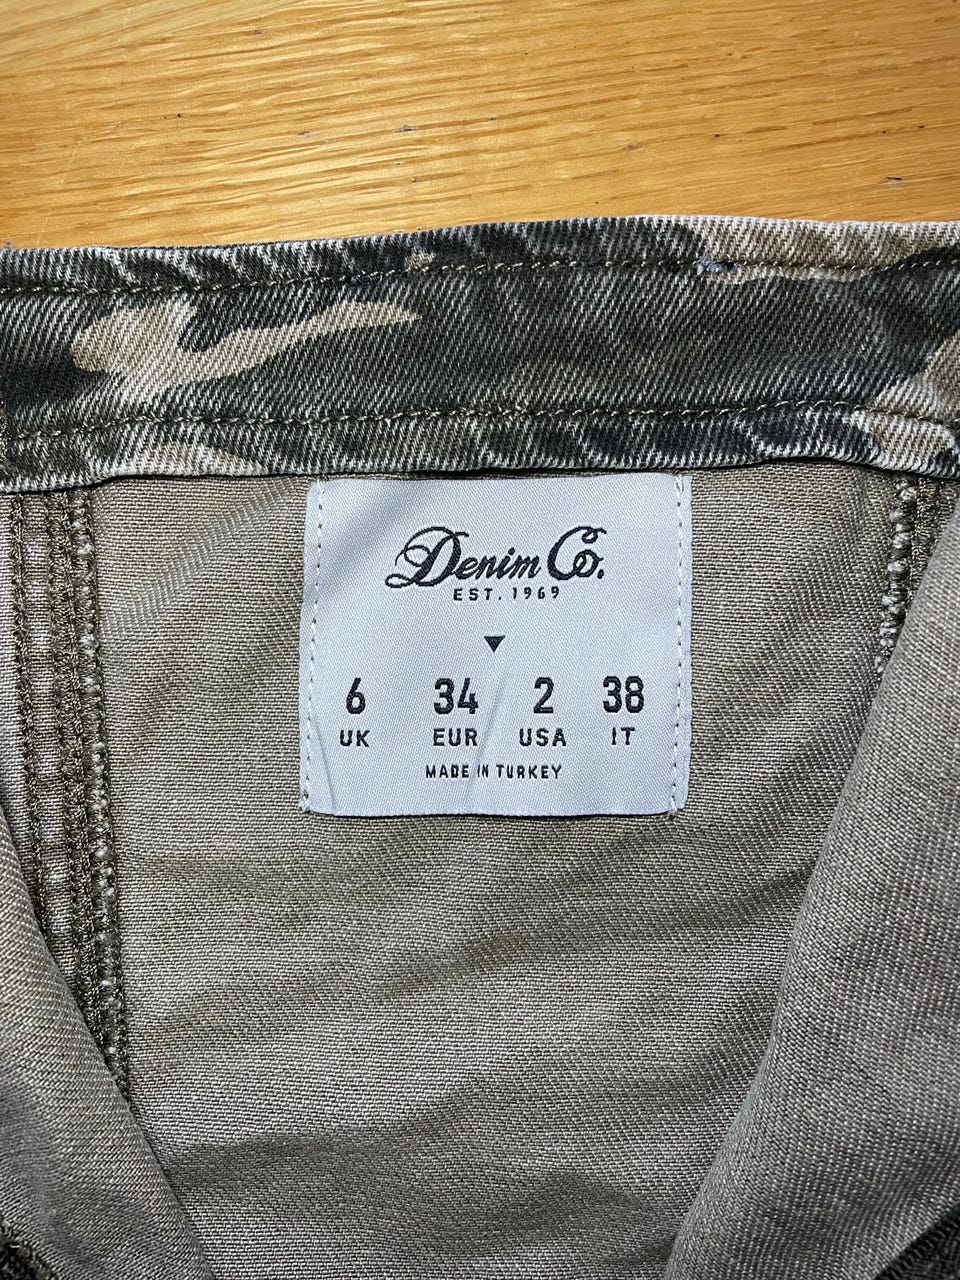 Denim Co.
EST. 1969
6 34 2 38
UK EUR USA IT
MADE IN TURKEY